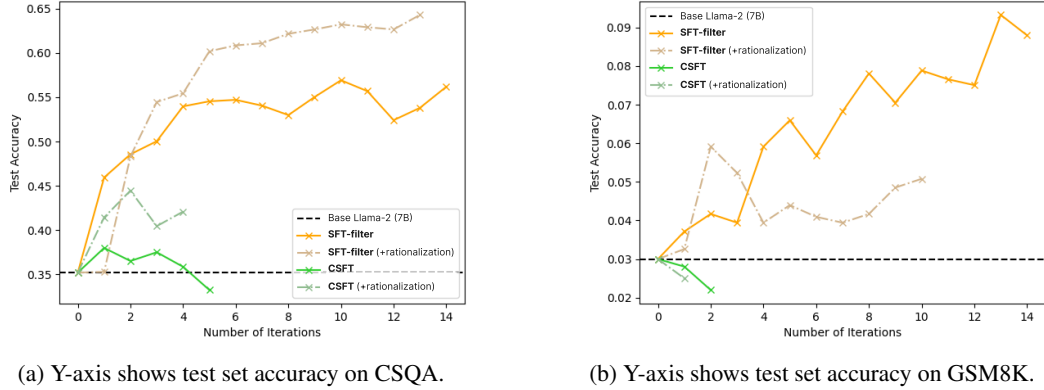 0.65
0.60
0.55
0.50
0.45
0.40
0.35
Test Accuracy
0 2 4 6 8 10 12 14
Number of Iterations
Base Llama-2 (7B)
SFT-filter
SFT-filter (+rationalization)
CSFT
CSFT (+rationalization)
(a) Y-axis shows test set accuracy on CSQA.
0.09
0.08
0.07
0.06
0.05
0.04
0.03
0.02
Test Accuracy
0 2 4 6 8 10 12 14
Number of Iterations
Base Llama-2 (7B)
SFT-filter
SFT-filter (+rationalization)
CSFT
CSFT (+rationalization)
(b) Y-axis shows test set accuracy on GSM8K.